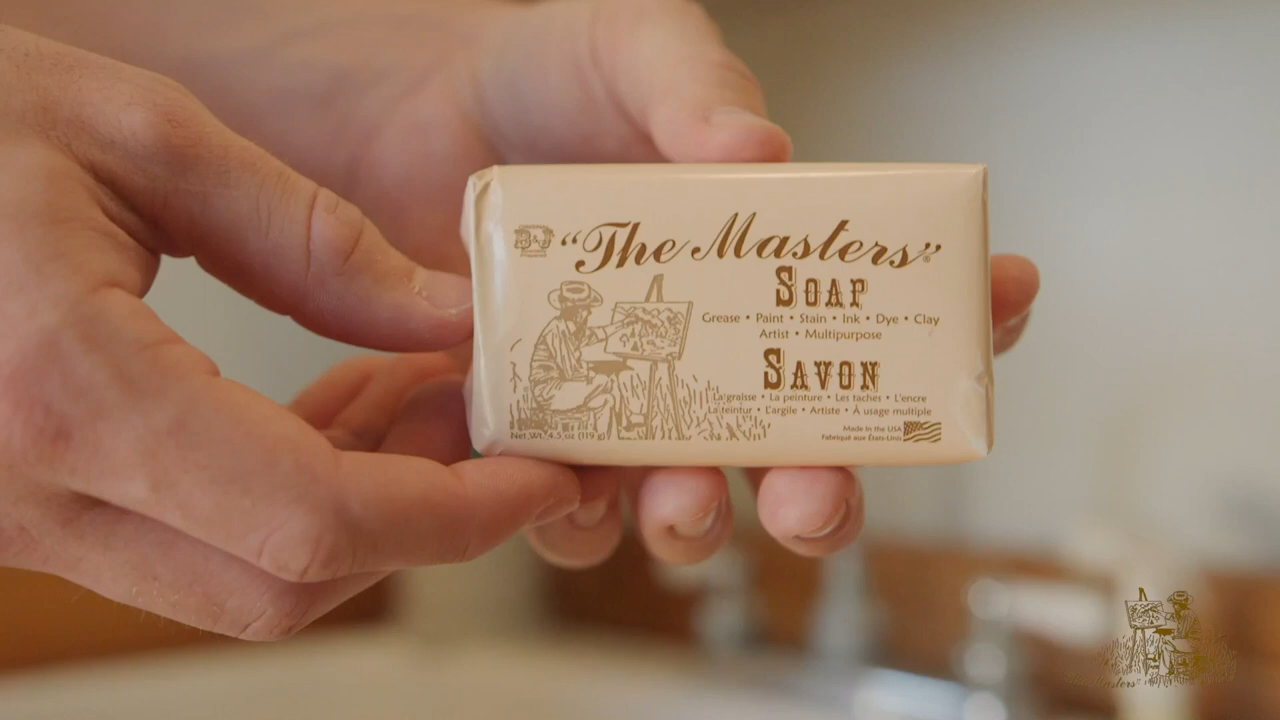 B&J
"The Masters"®
SOAP
Grease • Paint • Stain • Ink • Dye • Clay
Artist • Multipurpose
SAVON
La graisse • La peinture • Les taches • L'encre
La teintur • L'argile • Artiste • À usage multiple
Made in the USA
Fabriqué aux États-Unis
Net Wt. 4.5 oz (119 g)
Masters